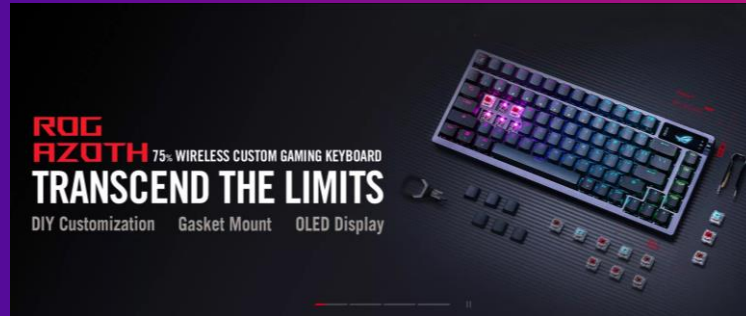 ROG
AZOTH 75% WIRELESS CUSTOM GAMING KEYBOARD
TRANSCEND THE LIMITS
DIY Customization Gasket Mount OLED Display